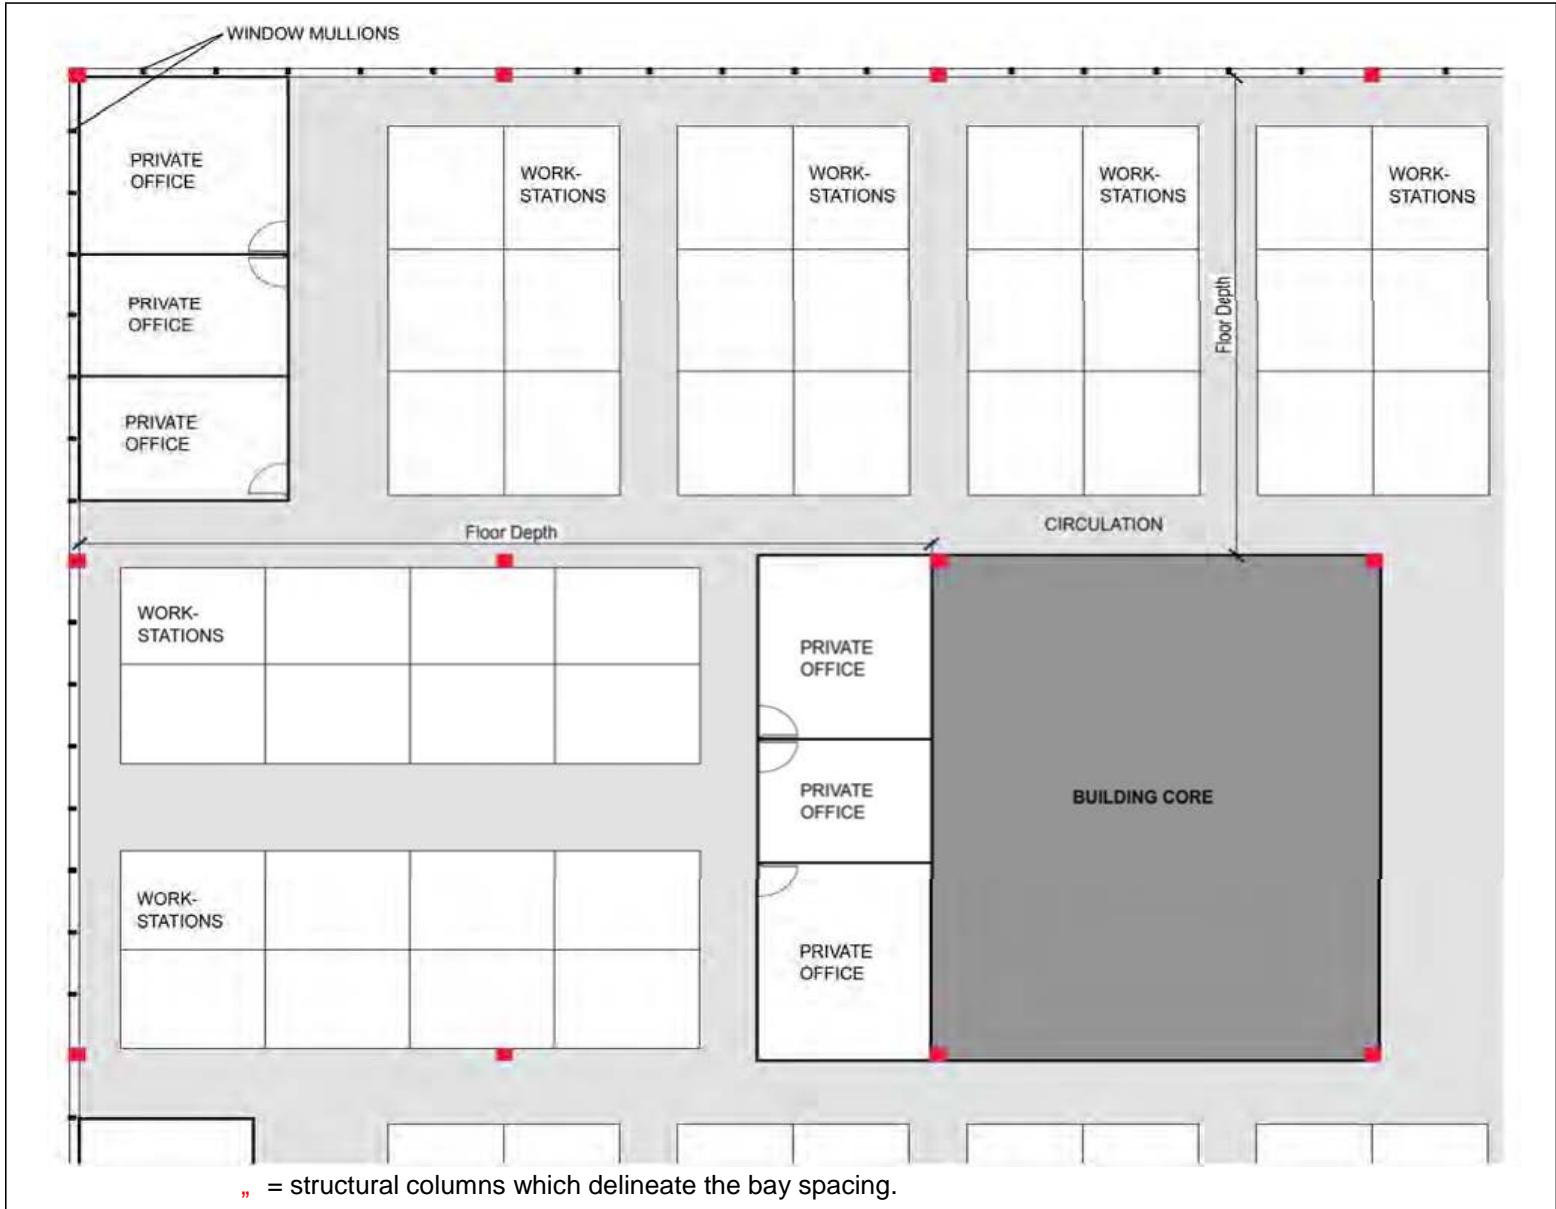 WINDOW MULLIONS
PRIVATE
OFFICE
WORK-
STATIONS
WORK-
STATIONS
WORK-
STATIONS
WORK-
STATIONS
PRIVATE
OFFICE
Floor Depth
PRIVATE
OFFICE
Floor Depth
CIRCULATION
WORK-
STATIONS
PRIVATE
OFFICE
PRIVATE
OFFICE
BUILDING CORE
WORK-
STATIONS
PRIVATE
OFFICE
„ = structural columns which delineate the bay spacing.